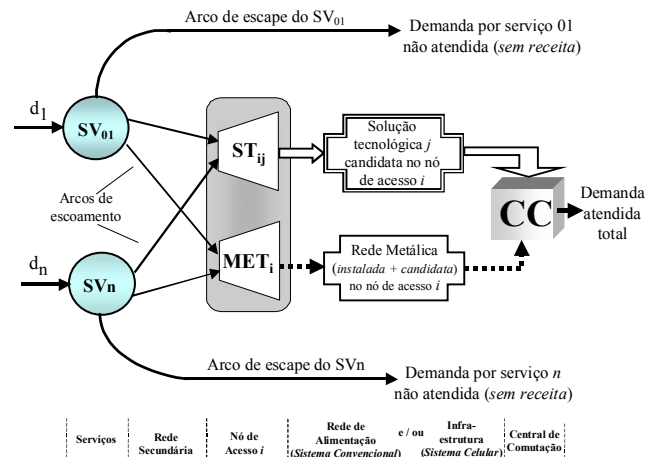 Arco de escape do SV01
Demanda por serviço 01
não atendida (sem receita)
d1
SV01
STij
Solução
tecnológica j
candidata no nó
de acesso i
Arcos de
escoamento
CC
Demanda
atendida
total
dn
SVn
METi
Rede Metálica
(instalada + candidata)
no nó de acesso i
Arco de escape do SVn
Demanda por serviço n
não atendida (sem receita)
Serviços
Rede
Secundária
Nó de
Acesso i
Rede de
Alimentação
(Sistema Convencional)
e / ou
Infra-
estrutura
(Sistema Celular)
Central de
Comutação